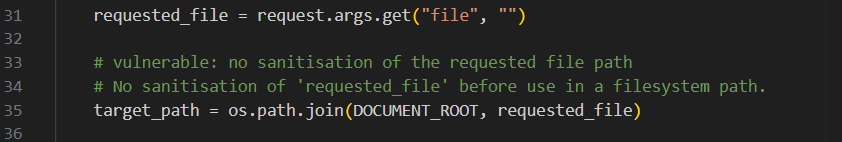 31 requested_file = request.args.get("file", "")
32
33 # vulnerable: no sanitisation of the requested file path
34 # No sanitisation of 'requested_file' before use in a filesystem path.
35 target_path = os.path.join(DOCUMENT_ROOT, requested_file)
36